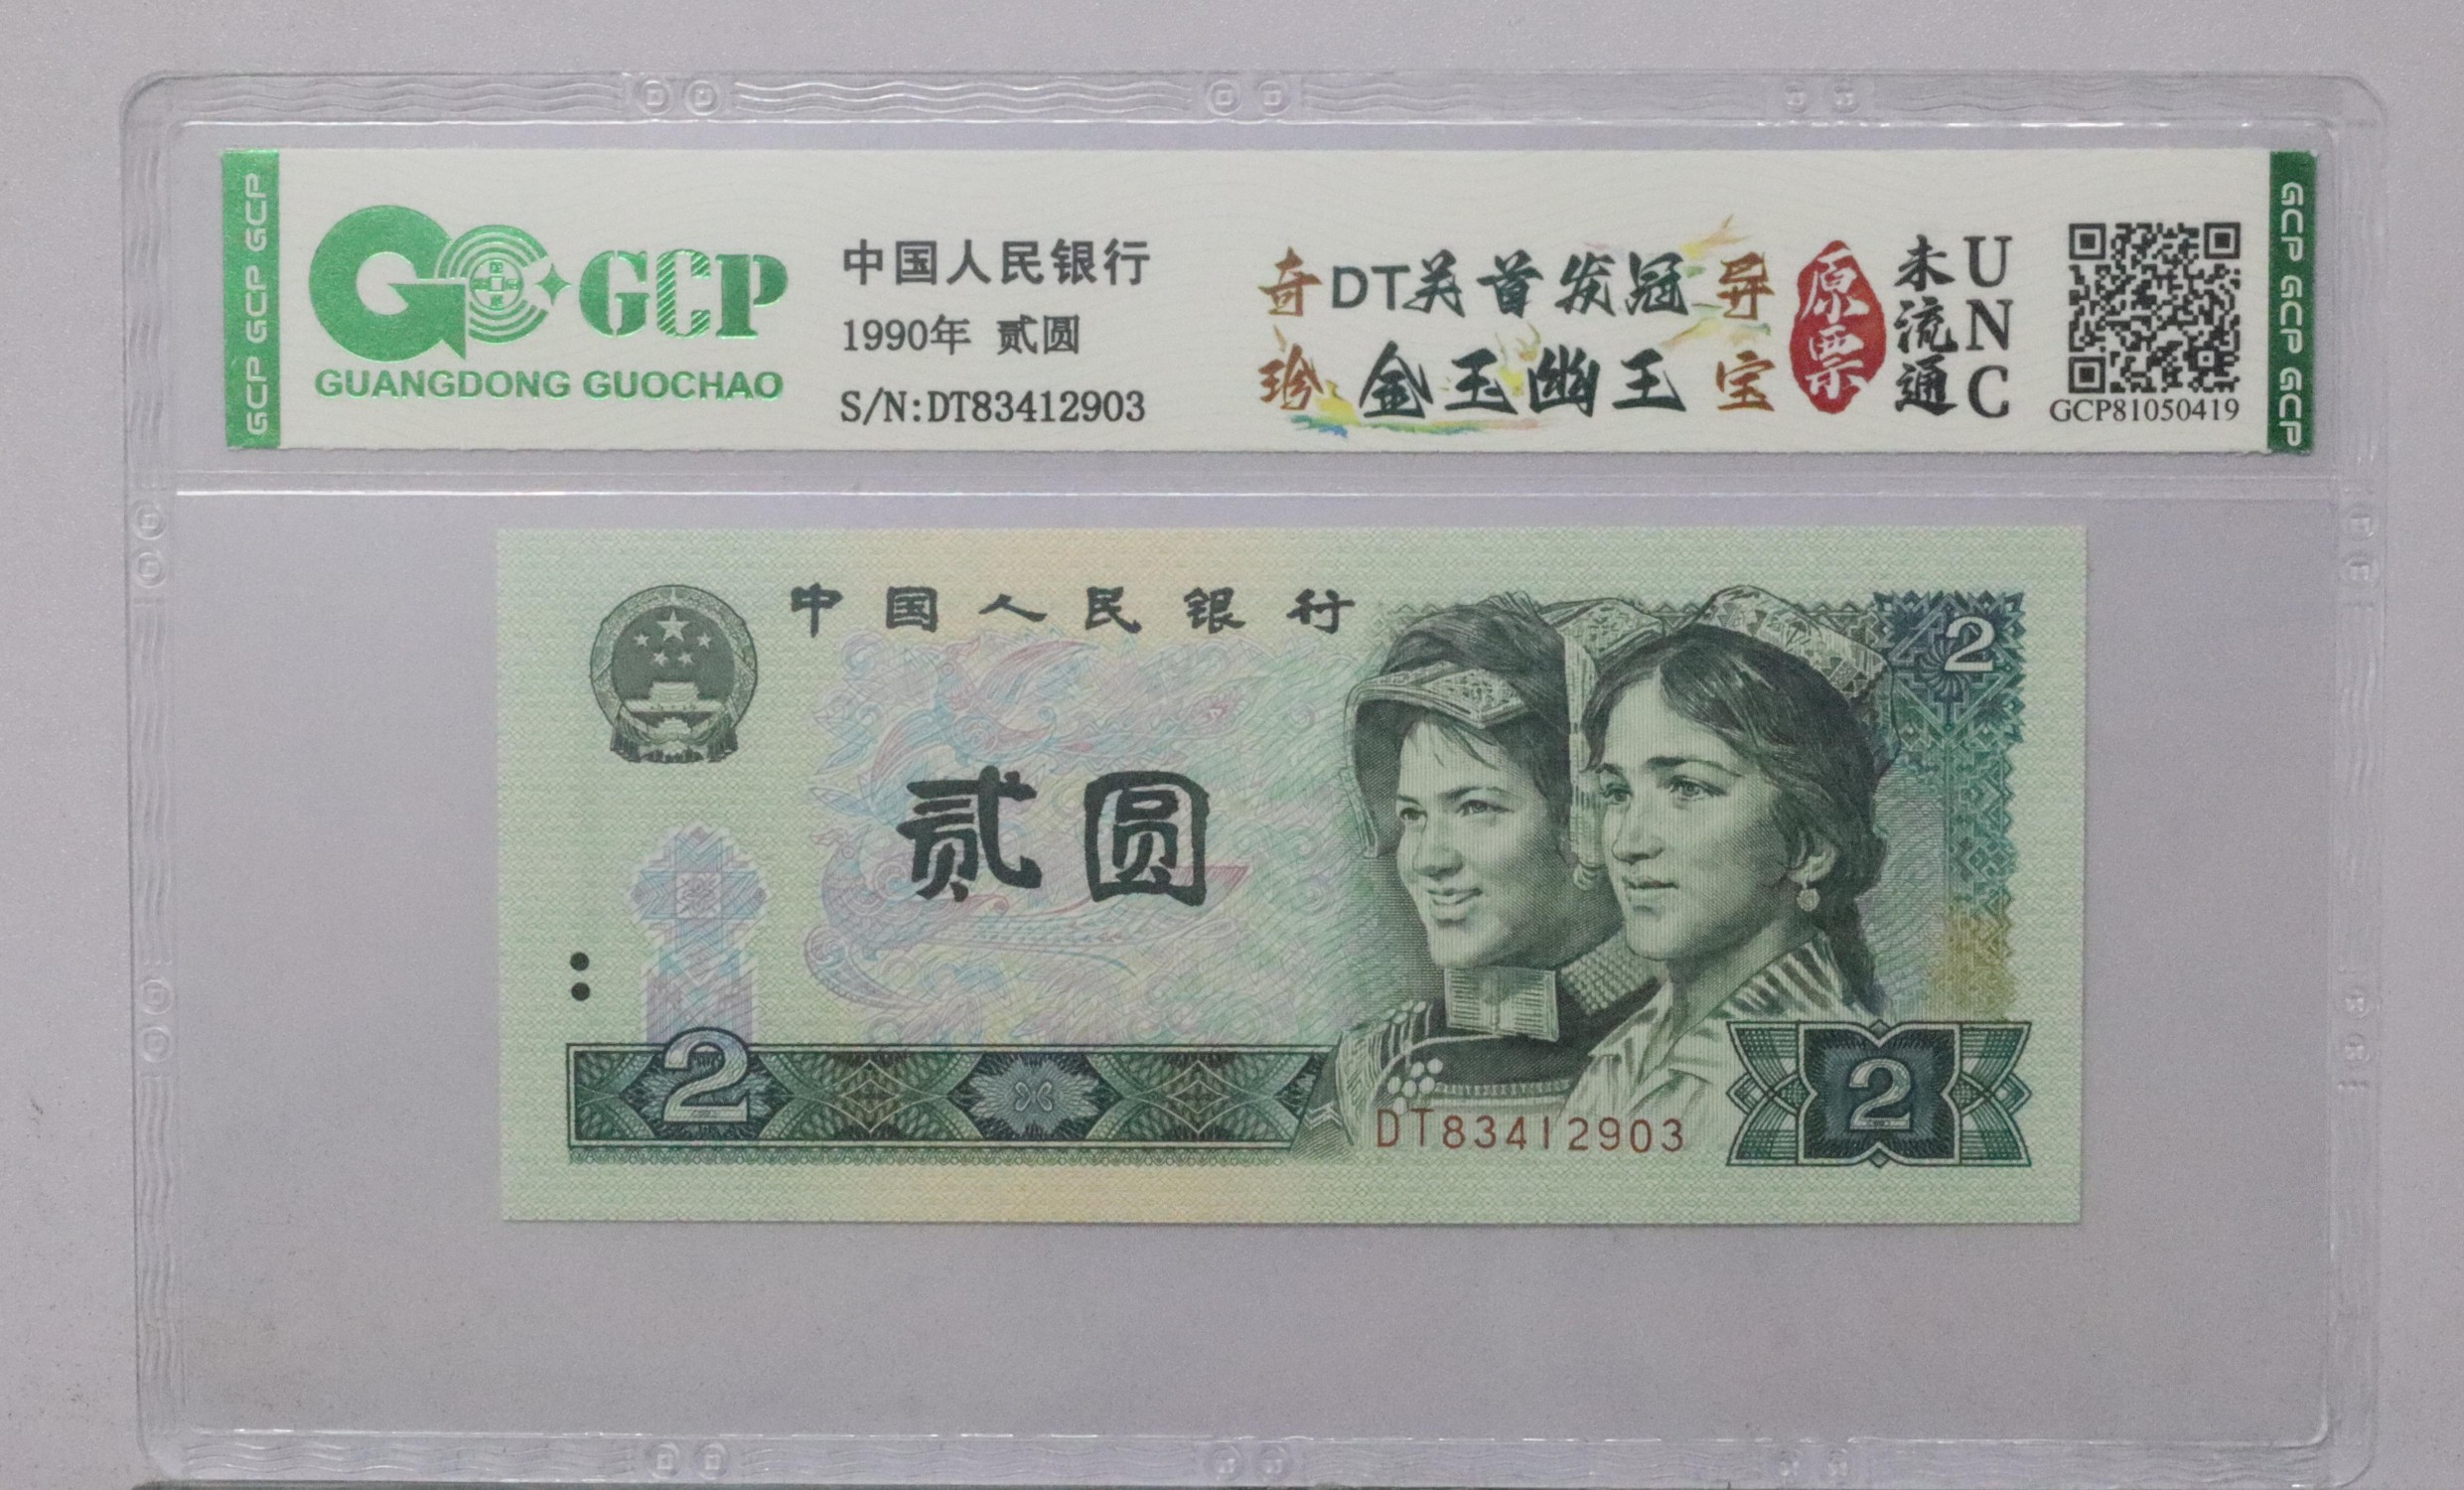 GCP GCP GCP
GCP
GUANGDONG GUOCHAO
中国人民银行
1990年 贰圆
S/N:DT83412903
奇 DT关首发冠 异
珍 金玉幽王 宝
原票
未流通
UNC
GCP81050419
GCP GCP GCP
中国人民银行
2
贰圆
2
DT83412903
2